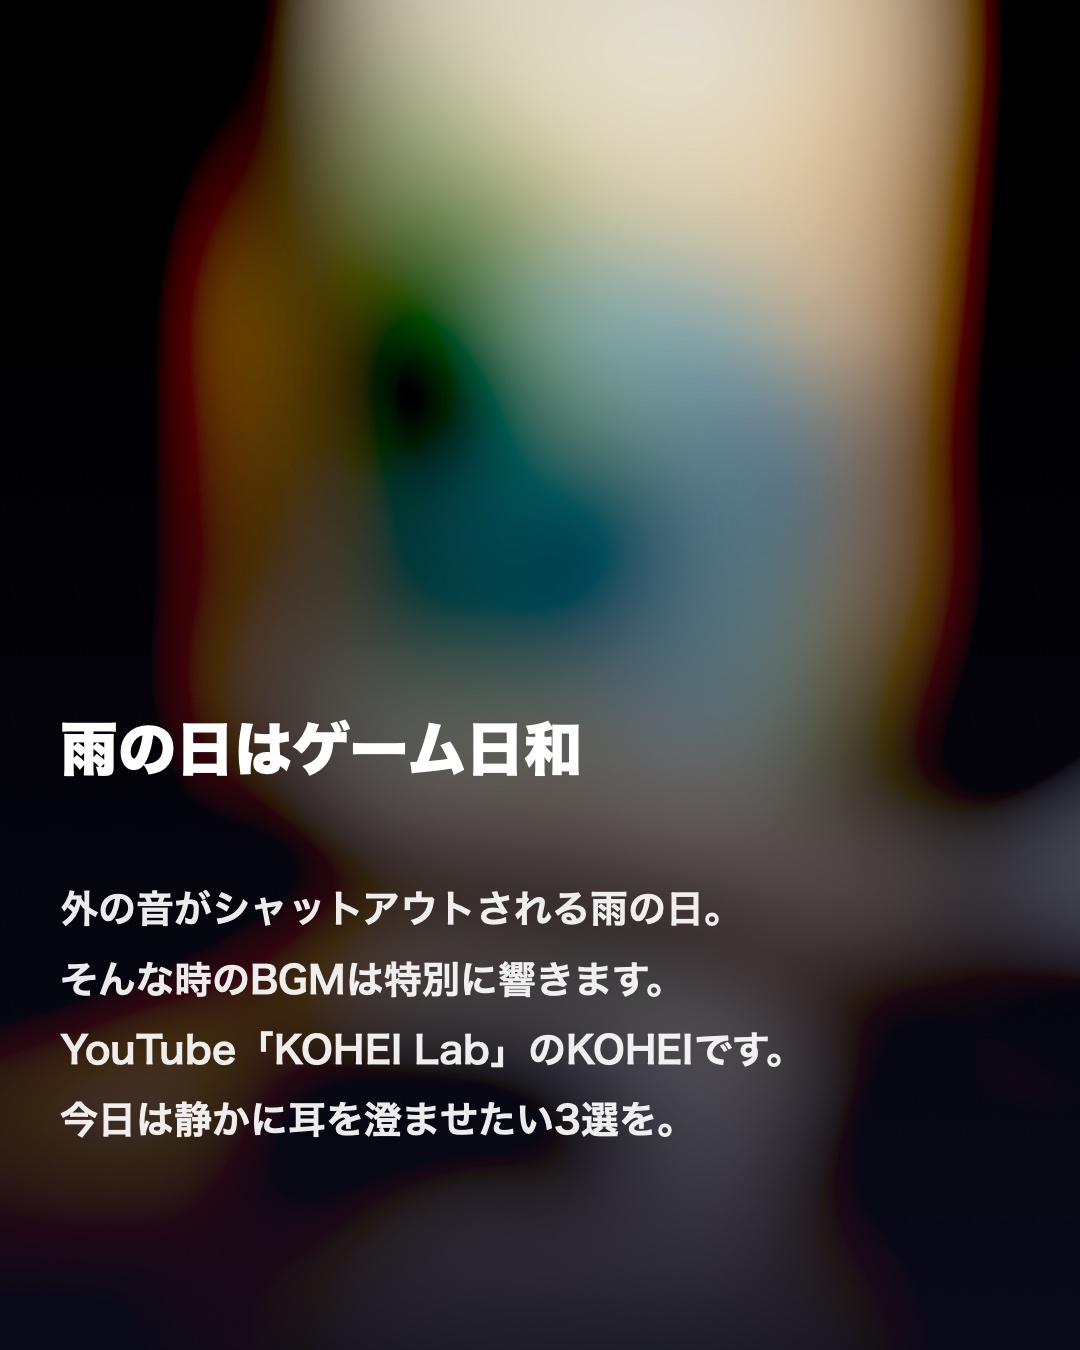 雨の日はゲーム日和
外の音がシャットアウトされる雨の日。
そんな時のBGMは特別に響きます。
YouTube「KOHEI Lab」のKOHEIです。
今日は静かに耳を澄ませたい3選を。